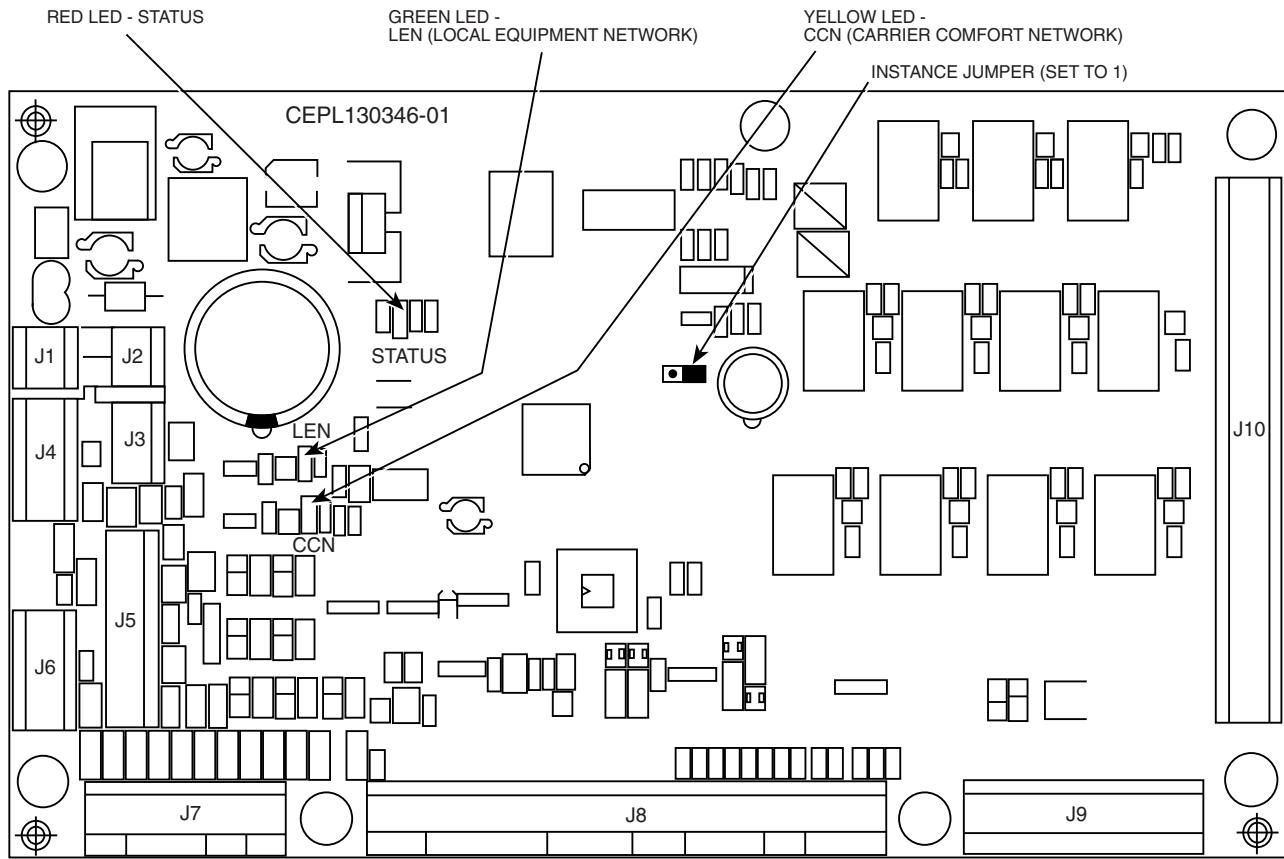 RED LED - STATUS
GREEN LED -
LEN (LOCAL EQUIPMENT NETWORK)
YELLOW LED -
CCN (CARRIER COMFORT NETWORK)
INSTANCE JUMPER (SET TO 1)
CEPL130346-01
STATUS
J1
J2
LEN
J3
J4
J10
CCN
J5
J6
J7
J8
J9